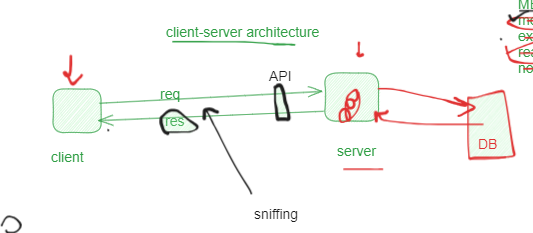 client-server architecture
API
req
res
client
server
DB
sniffing